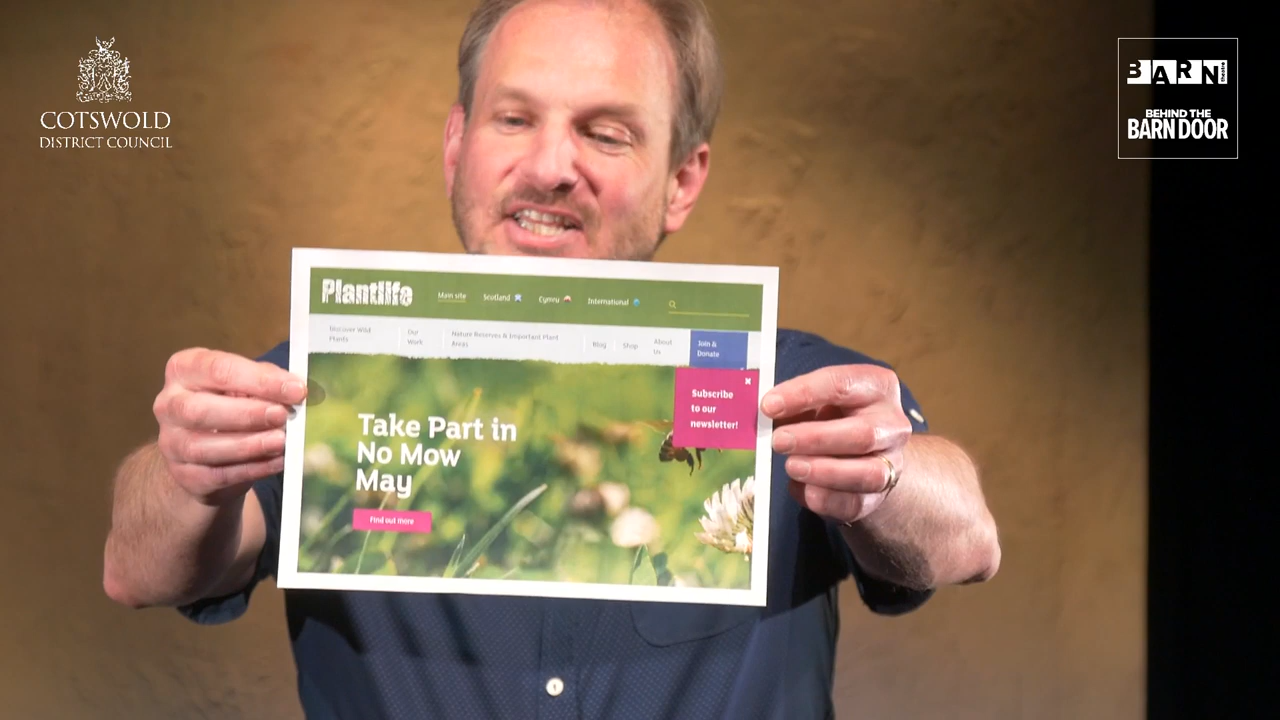 COTSWOLD
DISTRICT COUNCIL
BARN
theatre
BEHIND THE
BARN DOOR
Plantlife
Main site
Scotland
Cymru
International
Discover Wild
Plants
Our
Work
Nature Reserves & Important Plant
Areas
Blog
Shop
About
Us
Join &
Donate
Subscribe
to our
newsletter!
Take Part in
No Mow
May
Find out more